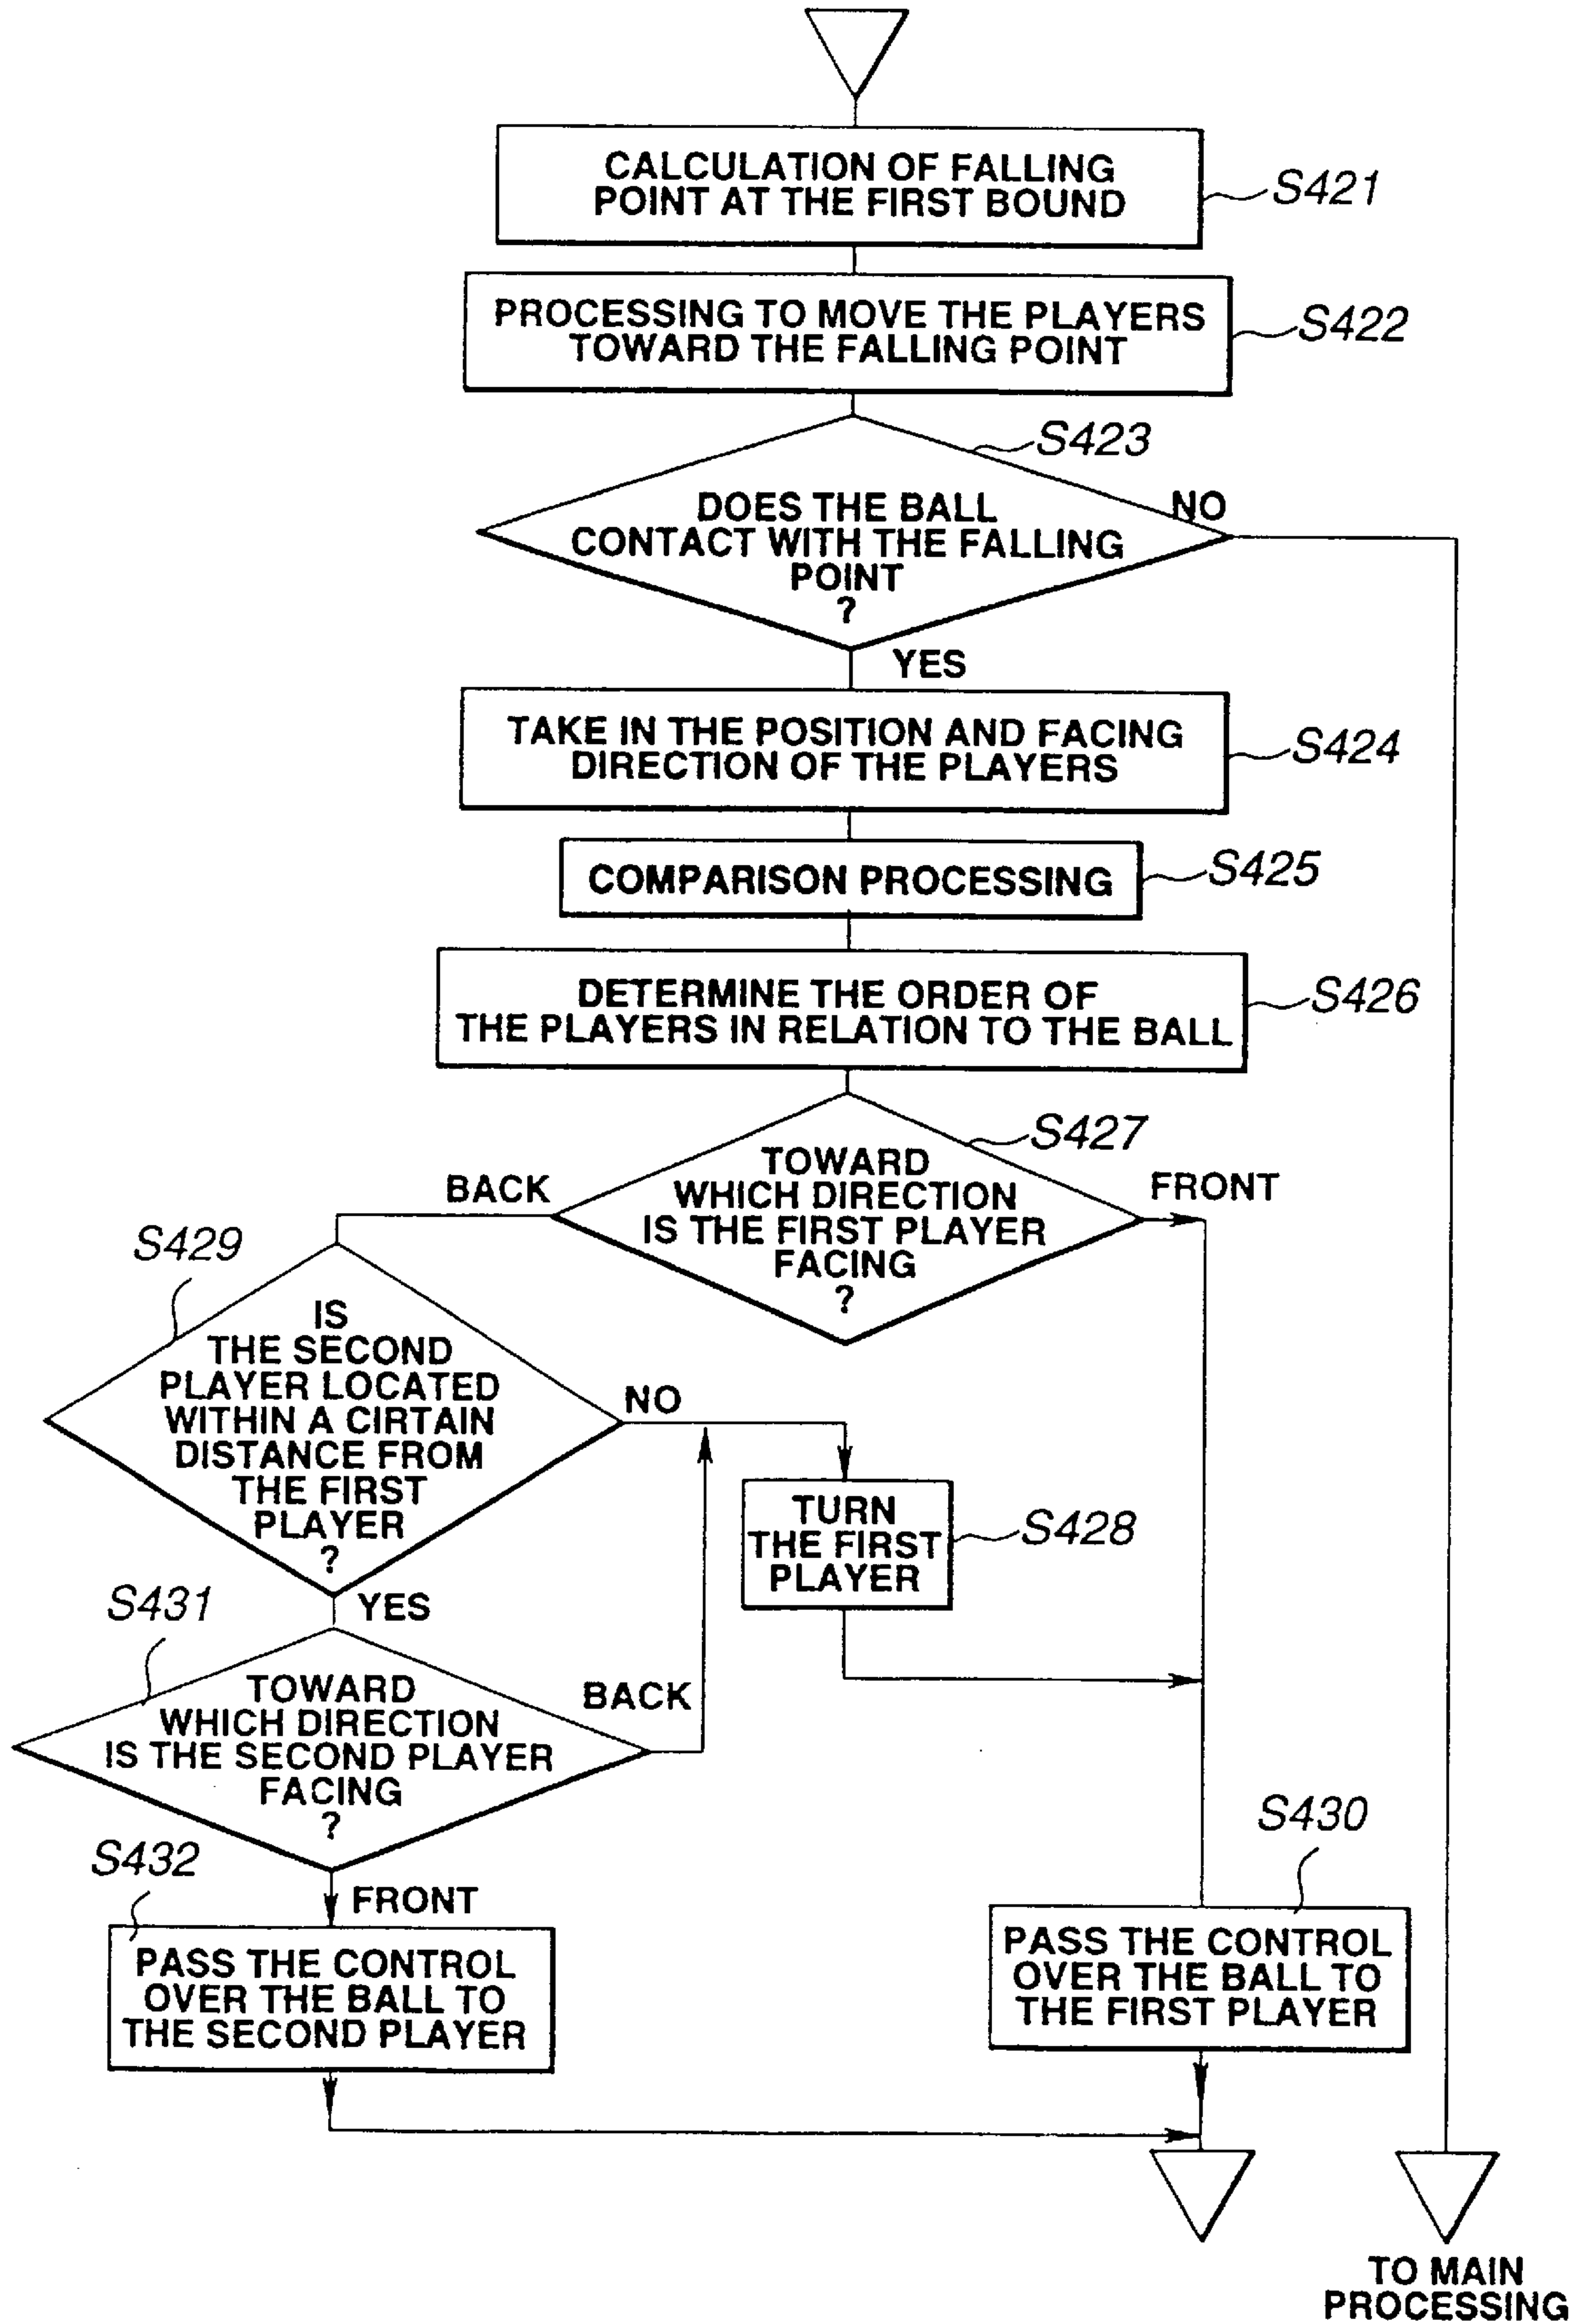 CALCULATION OF FALLING
POINT AT THE FIRST BOUND
S421
PROCESSING TO MOVE THE PLAYERS
TOWARD THE FALLING POINT
S422
S423
DOES THE BALL
CONTACT WITH THE FALLING
POINT
?
NO
YES
TAKE IN THE POSITION AND FACING
DIRECTION OF THE PLAYERS
S424
COMPARISON PROCESSING
S425
DETERMINE THE ORDER OF
THE PLAYERS IN RELATION TO THE BALL
S426
S427
TOWARD
WHICH DIRECTION
IS THE FIRST PLAYER
FACING
?
BACK
FRONT
S429
IS
THE SECOND
PLAYER LOCATED
WITHIN A CIRTAIN
DISTANCE FROM
THE FIRST
PLAYER
?
NO
YES
TURN
THE FIRST
PLAYER
S428
S431
TOWARD
WHICH DIRECTION
IS THE SECOND PLAYER
FACING
?
BACK
FRONT
S432
PASS THE CONTROL
OVER THE BALL TO
THE SECOND PLAYER
S430
PASS THE CONTROL
OVER THE BALL TO
THE FIRST PLAYER
TO MAIN
PROCESSING